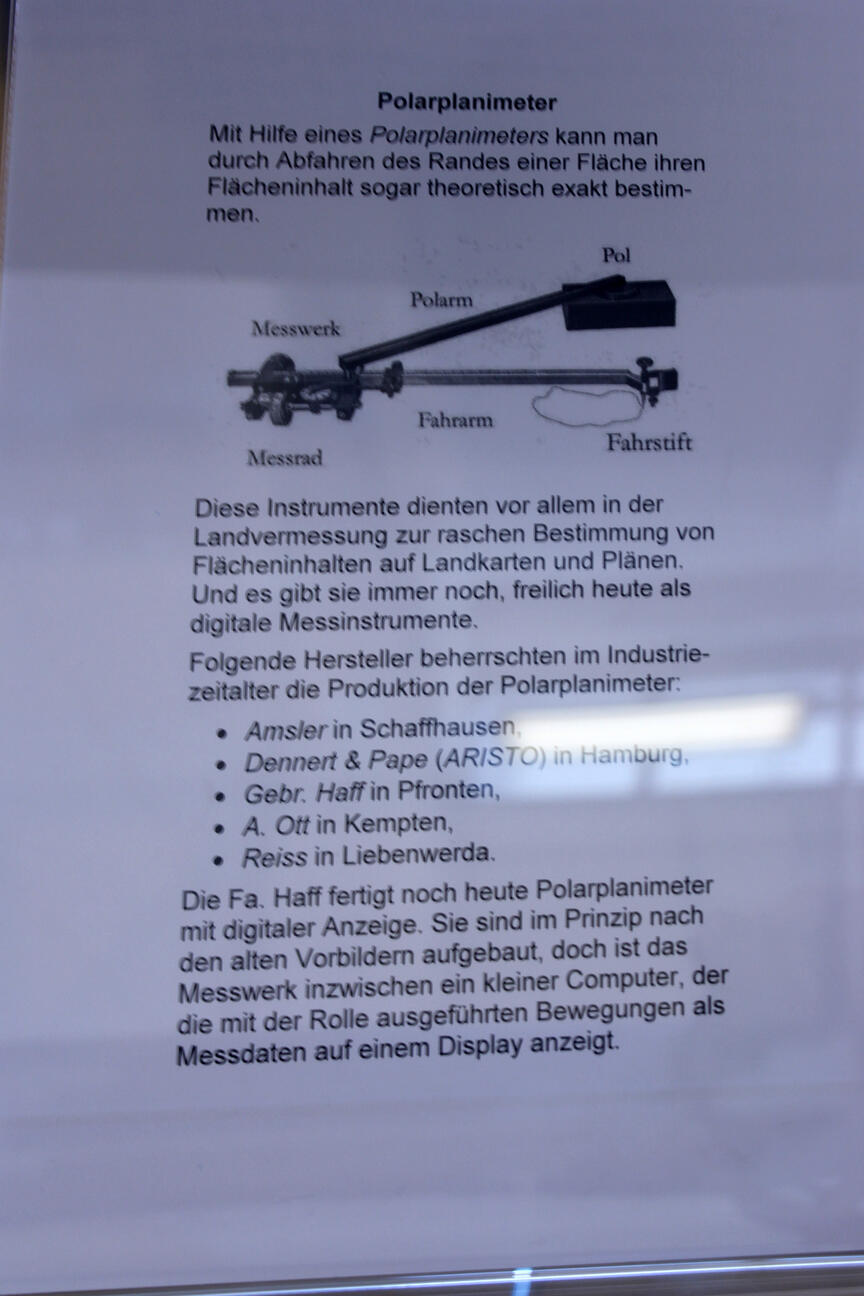 Polarplanimeter
Mit Hilfe eines Polarplanimeters kann man
durch Abfahren des Randes einer Fläche ihren
Flächeninhalt sogar theoretisch exakt bestim-
men.
Pol
Polarm
Messwerk
Fahrarm
Fahrstift
Messrad
Diese Instrumente dienten vor allem in der
Landvermessung zur raschen Bestimmung von
Flächeninhalten auf Landkarten und Plänen.
Und es gibt sie immer noch, freilich heute als
digitale Messinstrumente.
Folgende Hersteller beherrschten im Industrie-
zeitalter die Produktion der Polarplanimeter:
• Amsler in Schaffhausen,
• Dennert & Pape (ARISTO) in Hamburg,
• Gebr. Haff in Pfronten,
• A. Ott in Kempten,
• Reiss in Liebenwerda.
Die Fa. Haff fertigt noch heute Polarplanimeter
mit digitaler Anzeige. Sie sind im Prinzip nach
den alten Vorbildern aufgebaut, doch ist das
Messwerk inzwischen ein kleiner Computer, der
die mit der Rolle ausgeführten Bewegungen als
Messdaten auf einem Display anzeigt.